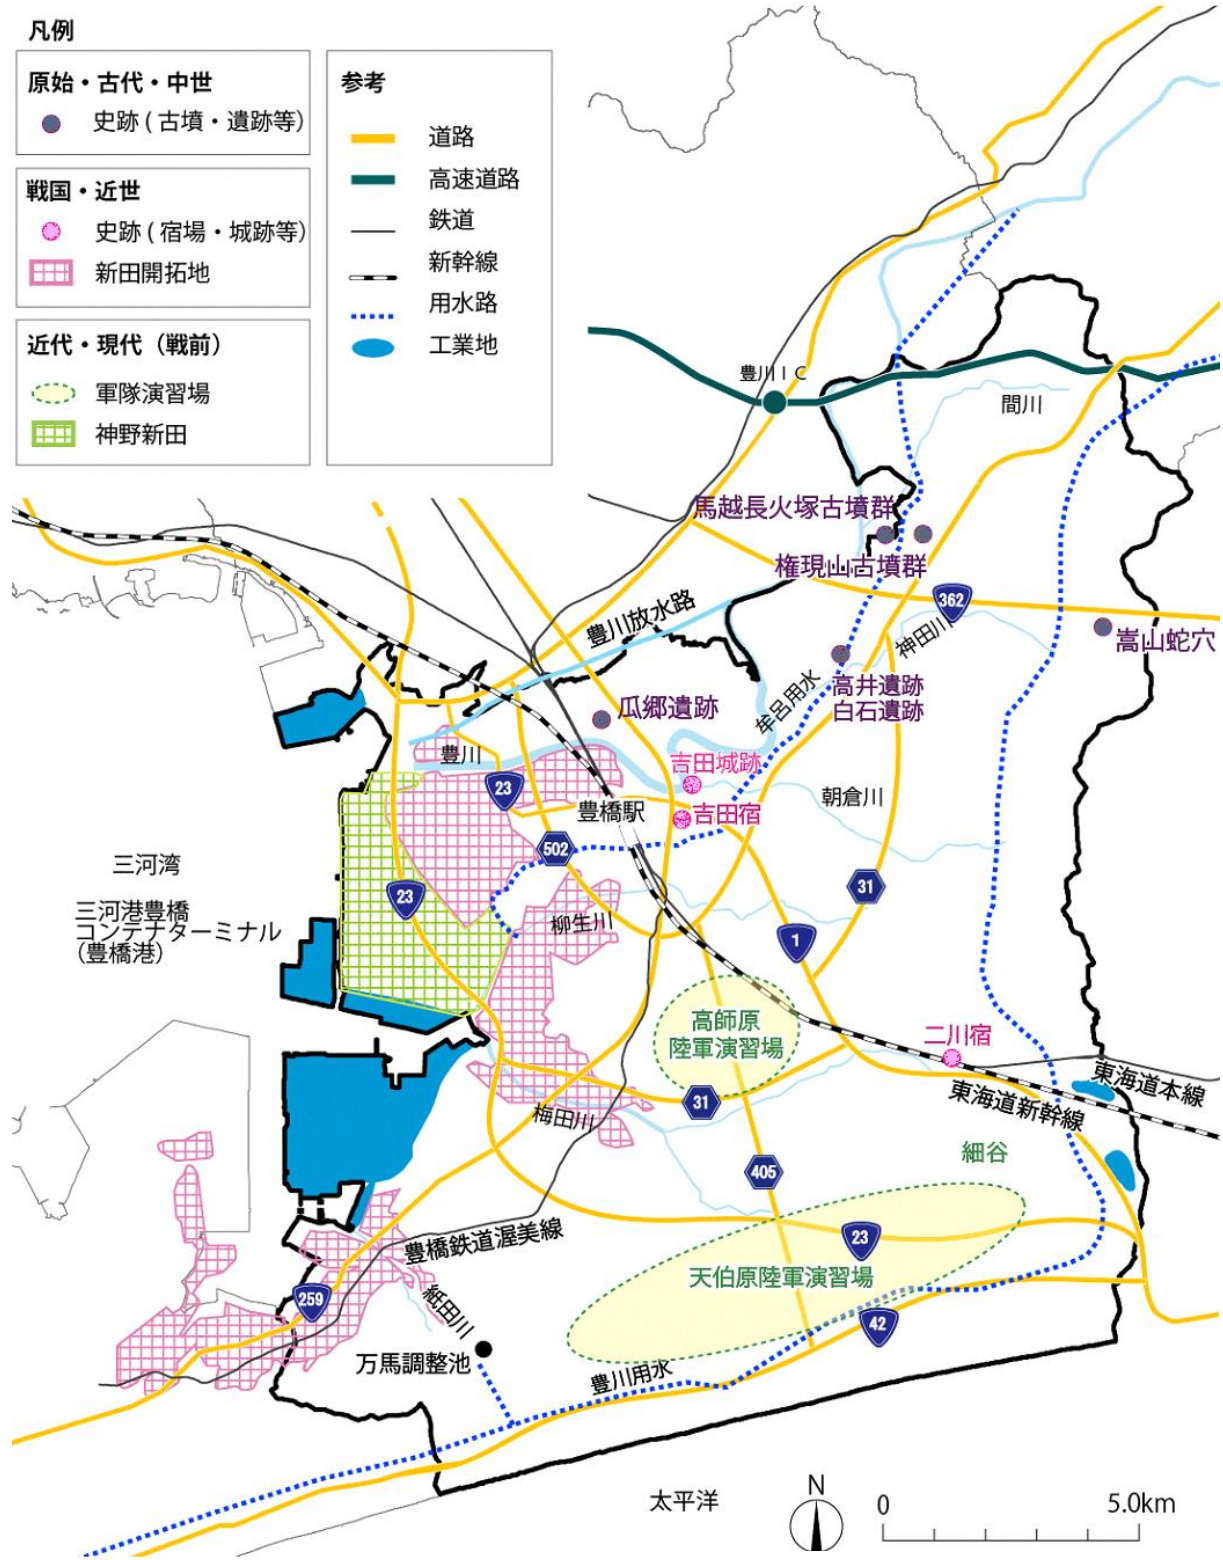 凡例
原始・古代・中世
史跡 ( 古墳・遺跡等)
戦国・近世
史跡 ( 宿場・城跡等)
新田開拓地
近代・現代（戦前）
軍隊演習場
神野新田
参考
道路
高速道路
鉄道
新幹線
用水路
工業地
豊川ＩＣ
間川
馬越長火塚古墳群
権現山古墳群
362
豊川放水路
神田川
嵩山蛇穴
牟呂用水
高井遺跡
白石遺跡
瓜郷遺跡
豊川
吉田城跡
23
豊橋駅
吉田宿
朝倉川
502
三河湾
31
23
三河港豊橋
コンテナターミナル
（豊橋港）
柳生川
1
高師原
陸軍演習場
二川宿
東海道本線
東海道新幹線
31
梅田川
細谷
405
豊橋鉄道渥美線
23
天伯原陸軍演習場
259
紙田川
42
万馬調整池
豊川用水
太平洋
N
0
5.0km